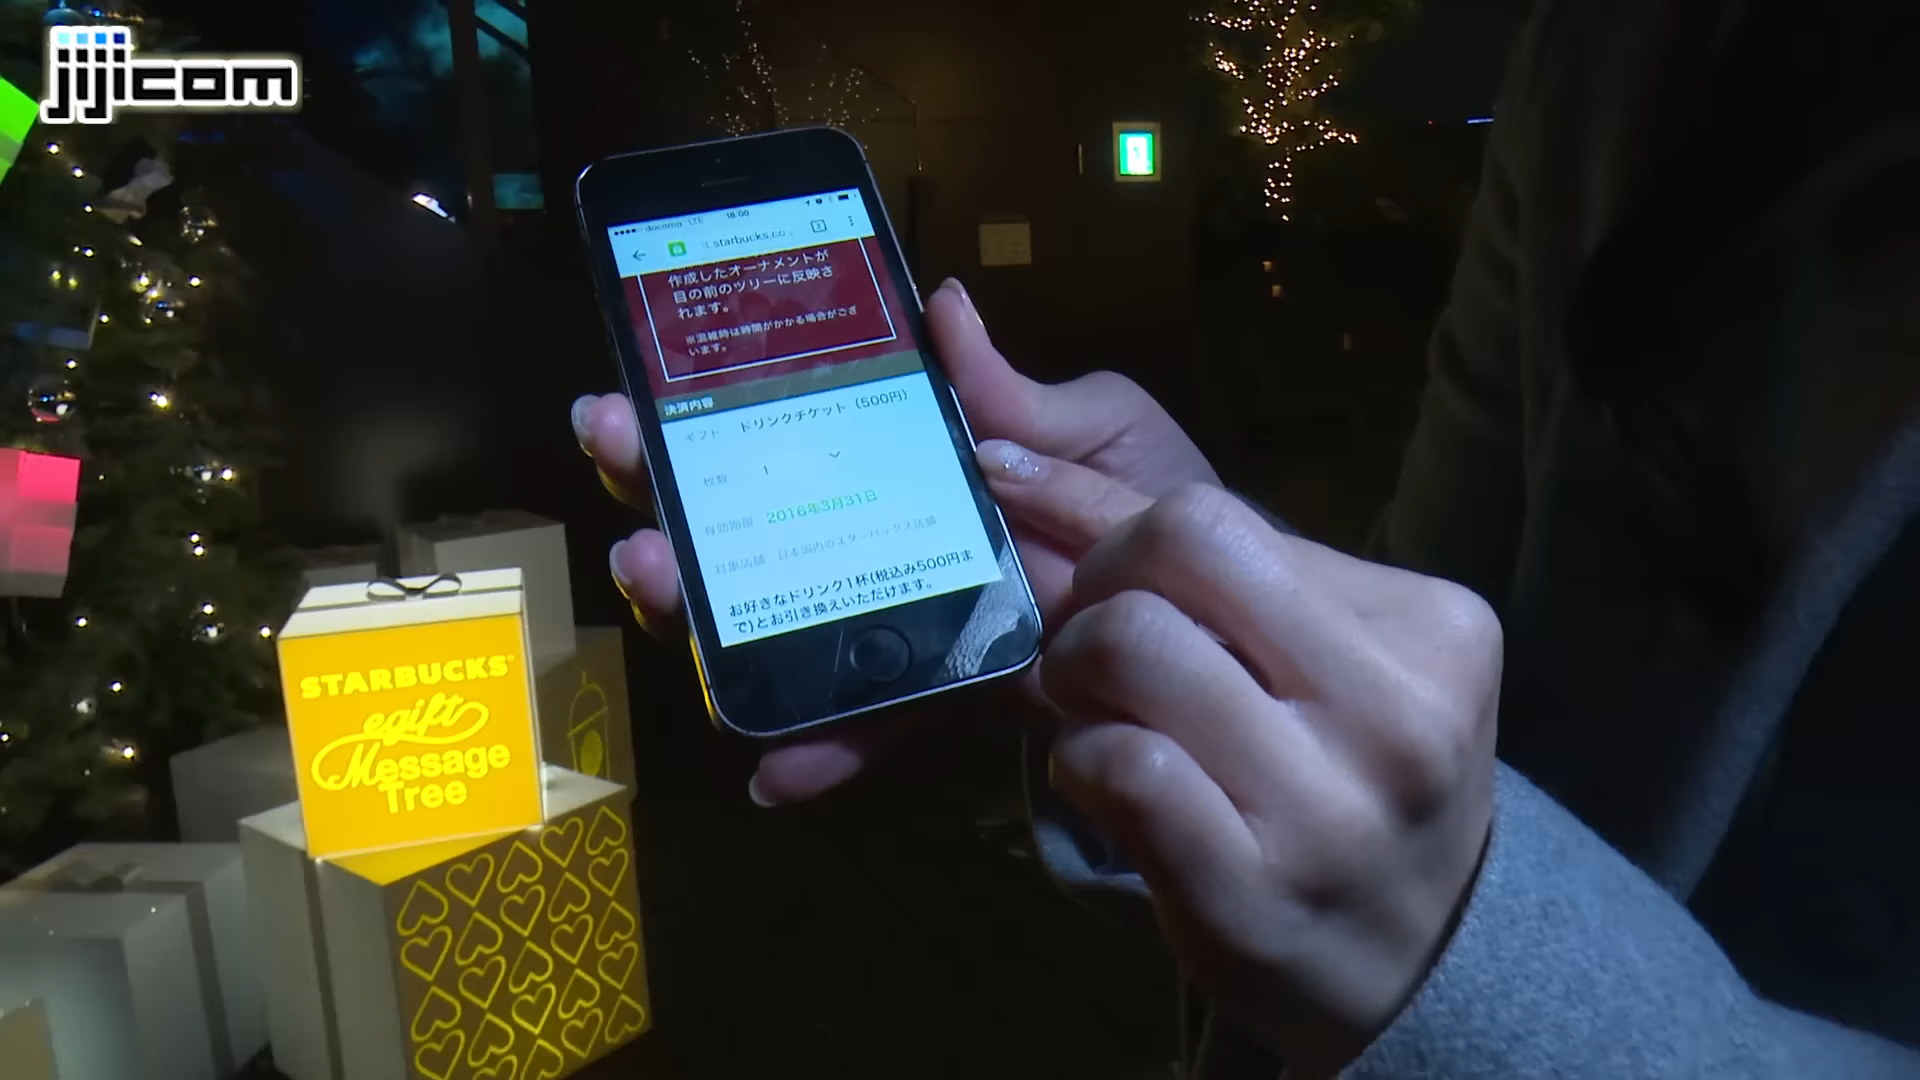 jijicom
docomo LTE 18:00
t.starbucks.co
作成したオーナメントが
目の前のツリーに反映さ
れます。
※混雑時は時間がかかる場合がござ
います。
決済内容
ギフト ドリンクチケット（500円）
枚数 1
有効期限 2016年3月31日
対象店舗 日本国内のスターバックス店舗
お好きなドリンク1杯(税込み500円ま
で)とお引き換えいただけます。
STARBUCKS
egift
Message
Tree